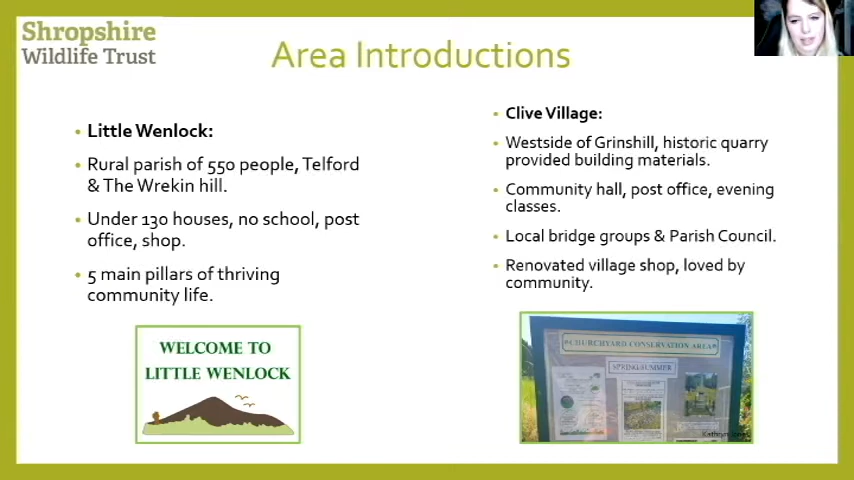 Shropshire
Wildlife Trust
Area Introductions
Little Wenlock:
Rural parish of 550 people, Telford
& The Wrekin hill.
Under 130 houses, no school, post
office, shop.
5 main pillars of thriving
community life.
WELCOME TO
LITTLE WENLOCK
Clive Village:
Westside of Grinshill, historic quarry
provided building materials.
Community hall, post office, evening
classes.
Local bridge groups & Parish Council.
Renovated village shop, loved by
community.
CHURCHYARD CONSERVATION AREA
SPRING/SUMMER
Kathryn Jones